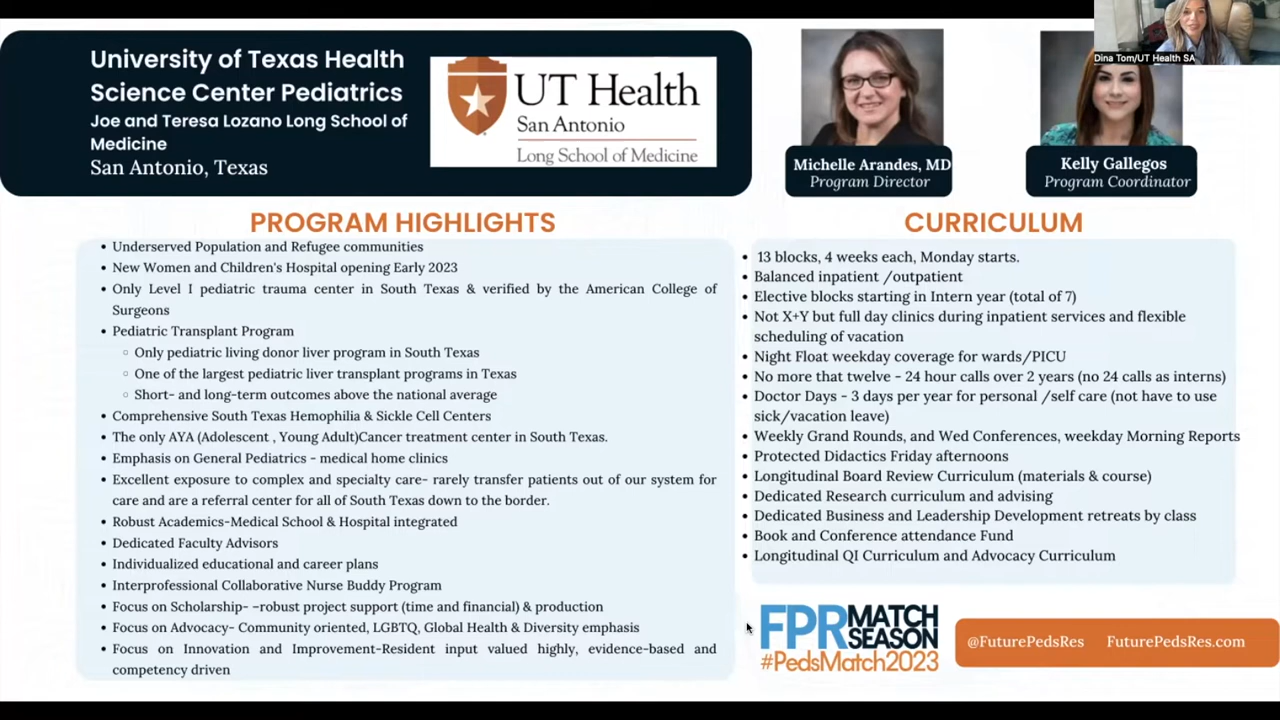 University of Texas Health
Science Center Pediatrics
Joe and Teresa Lozano Long School of
Medicine
San Antonio, Texas
UT Health
San Antonio
Long School of Medicine
Dina Tom/UT Health SA
Michelle Arandes, MD
Program Director
Kelly Gallegos
Program Coordinator
PROGRAM HIGHLIGHTS
• Underserved Population and Refugee communities
• New Women and Children's Hospital opening Early 2023
• Only Level I pediatric trauma center in South Texas & verified by the American College of
Surgeons
• Pediatric Transplant Program
◦ Only pediatric living donor liver program in South Texas
◦ One of the largest pediatric liver transplant programs in Texas
◦ Short- and long-term outcomes above the national average
• Comprehensive South Texas Hemophilia & Sickle Cell Centers
• The only AYA (Adolescent , Young Adult)Cancer treatment center in South Texas.
• Emphasis on General Pediatrics - medical home clinics
• Excellent exposure to complex and specialty care- rarely transfer patients out of our system for
care and are a referral center for all of South Texas down to the border.
• Robust Academics-Medical School & Hospital integrated
• Dedicated Faculty Advisors
• Individualized educational and career plans
• Interprofessional Collaborative Nurse Buddy Program
• Focus on Scholarship- -robust project support (time and financial) & production
• Focus on Advocacy- Community oriented, LGBTQ, Global Health & Diversity emphasis
• Focus on Innovation and Improvement-Resident input valued highly, evidence-based and
competency driven
CURRICULUM
• 13 blocks, 4 weeks each, Monday starts.
• Balanced inpatient /outpatient
• Elective blocks starting in Intern year (total of 7)
• Not X+Y but full day clinics during inpatient services and flexible
scheduling of vacation
• Night Float weekday coverage for wards/PICU
• No more that twelve - 24 hour calls over 2 years (no 24 calls as interns)
• Doctor Days - 3 days per year for personal /self care (not have to use
sick/vacation leave)
• Weekly Grand Rounds, and Wed Conferences, weekday Morning Reports
• Protected Didactics Friday afternoons
• Longitudinal Board Review Curriculum (materials & course)
• Dedicated Research curriculum and advising
• Dedicated Business and Leadership Development retreats by class
• Book and Conference attendance Fund
• Longitudinal QI Curriculum and Advocacy Curriculum
FPR MATCH
SEASON
#PedsMatch2023
@FuturePedsRes FuturePedsRes.com